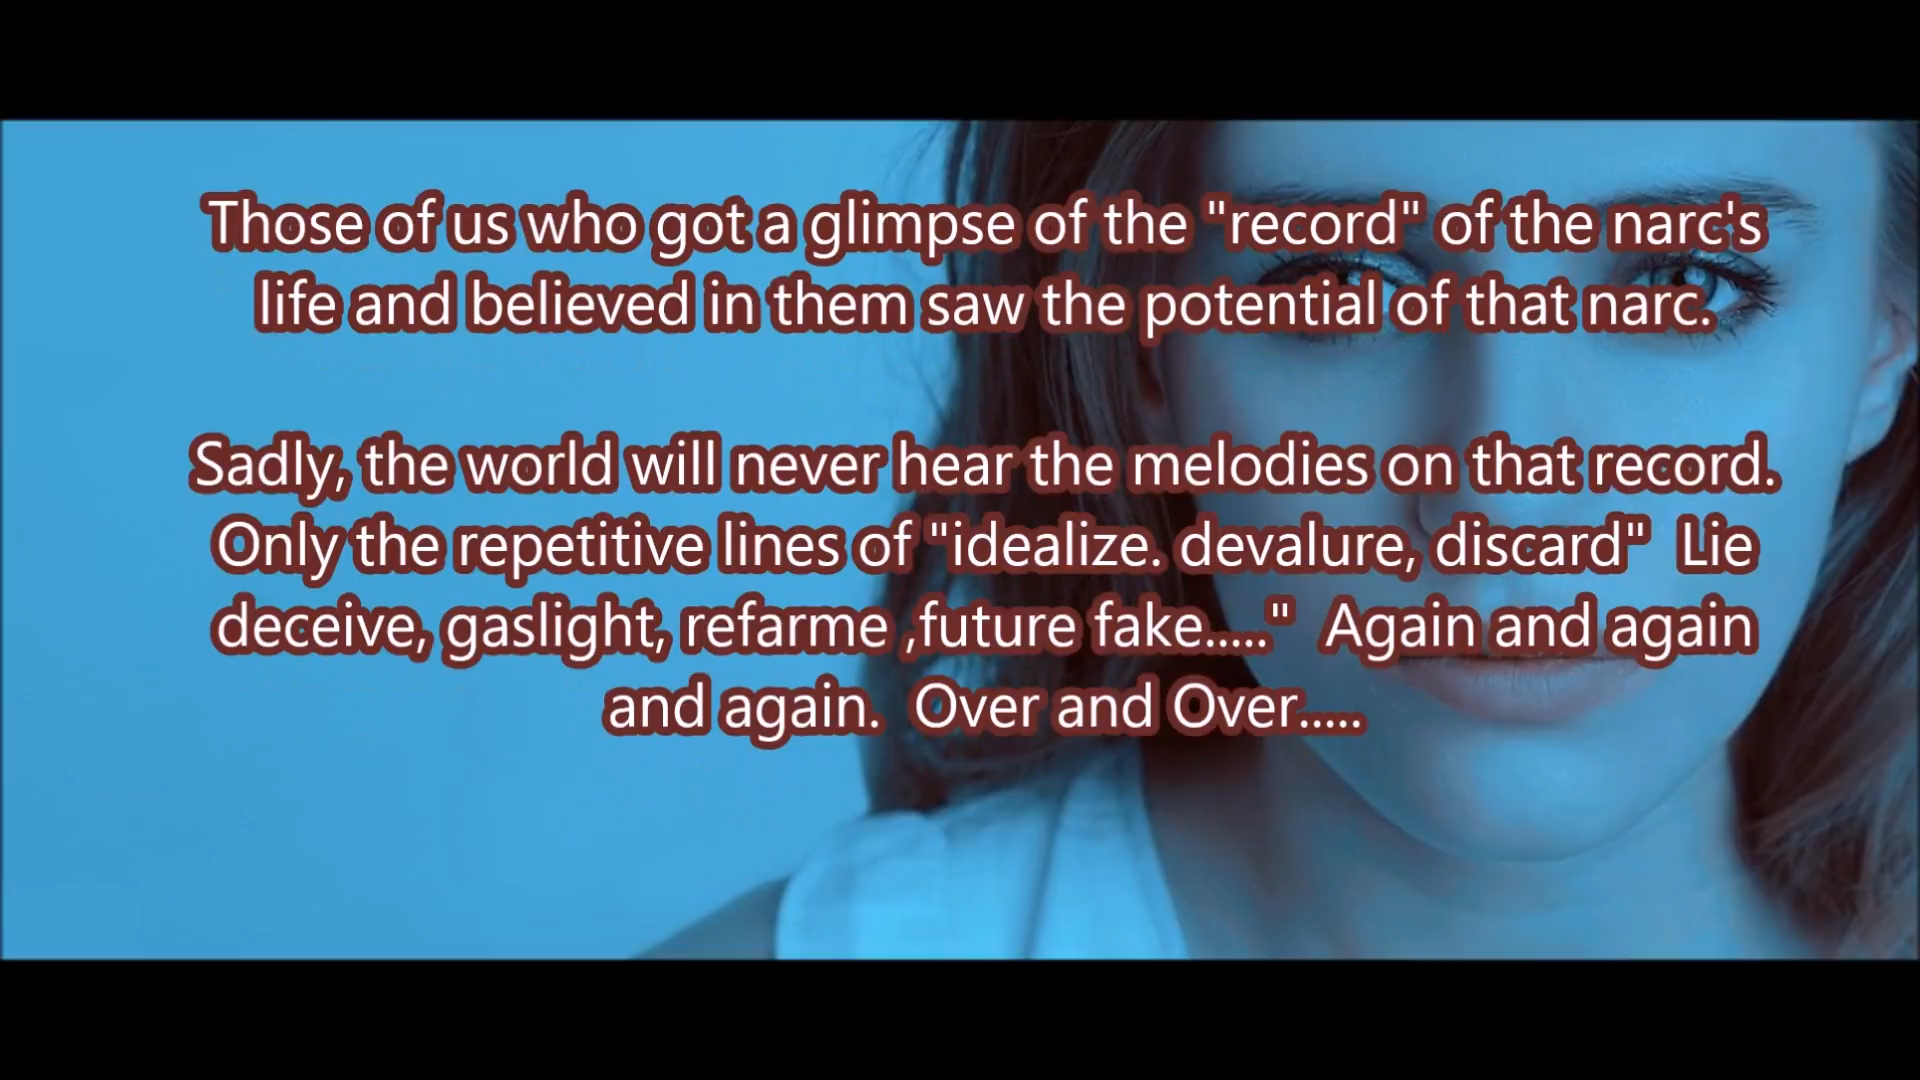 Those of us who got a glimpse of the "record" of the narc's
life and believed in them saw the potential of that narc.
Sadly, the world will never hear the melodies on that record.
Only the repetitive lines of "idealize. devalure, discard"  Lie
deceive, gaslight, refarme ,future fake....."  Again and again
and again.  Over and Over.....